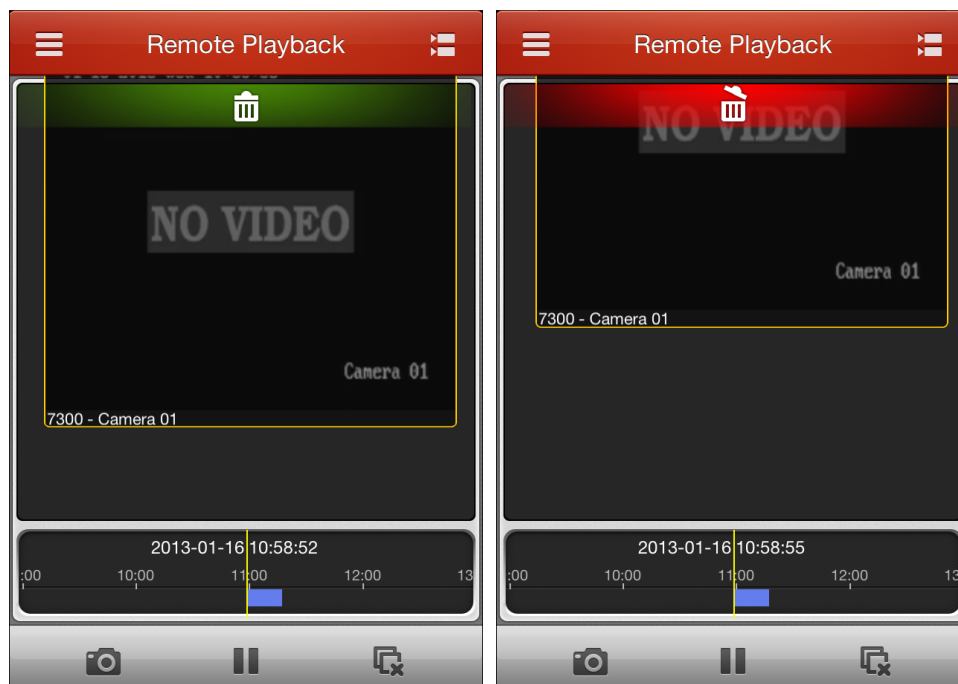 Remote Playback
NO VIDEO
Camera 01
7300 - Camera 01
2013-01-16 10:58:52
:00 10:00 11:00 12:00 13
Remote Playback
NO VIDEO
Camera 01
7300 - Camera 01
2013-01-16 10:58:55
:00 10:00 11:00 12:00 13